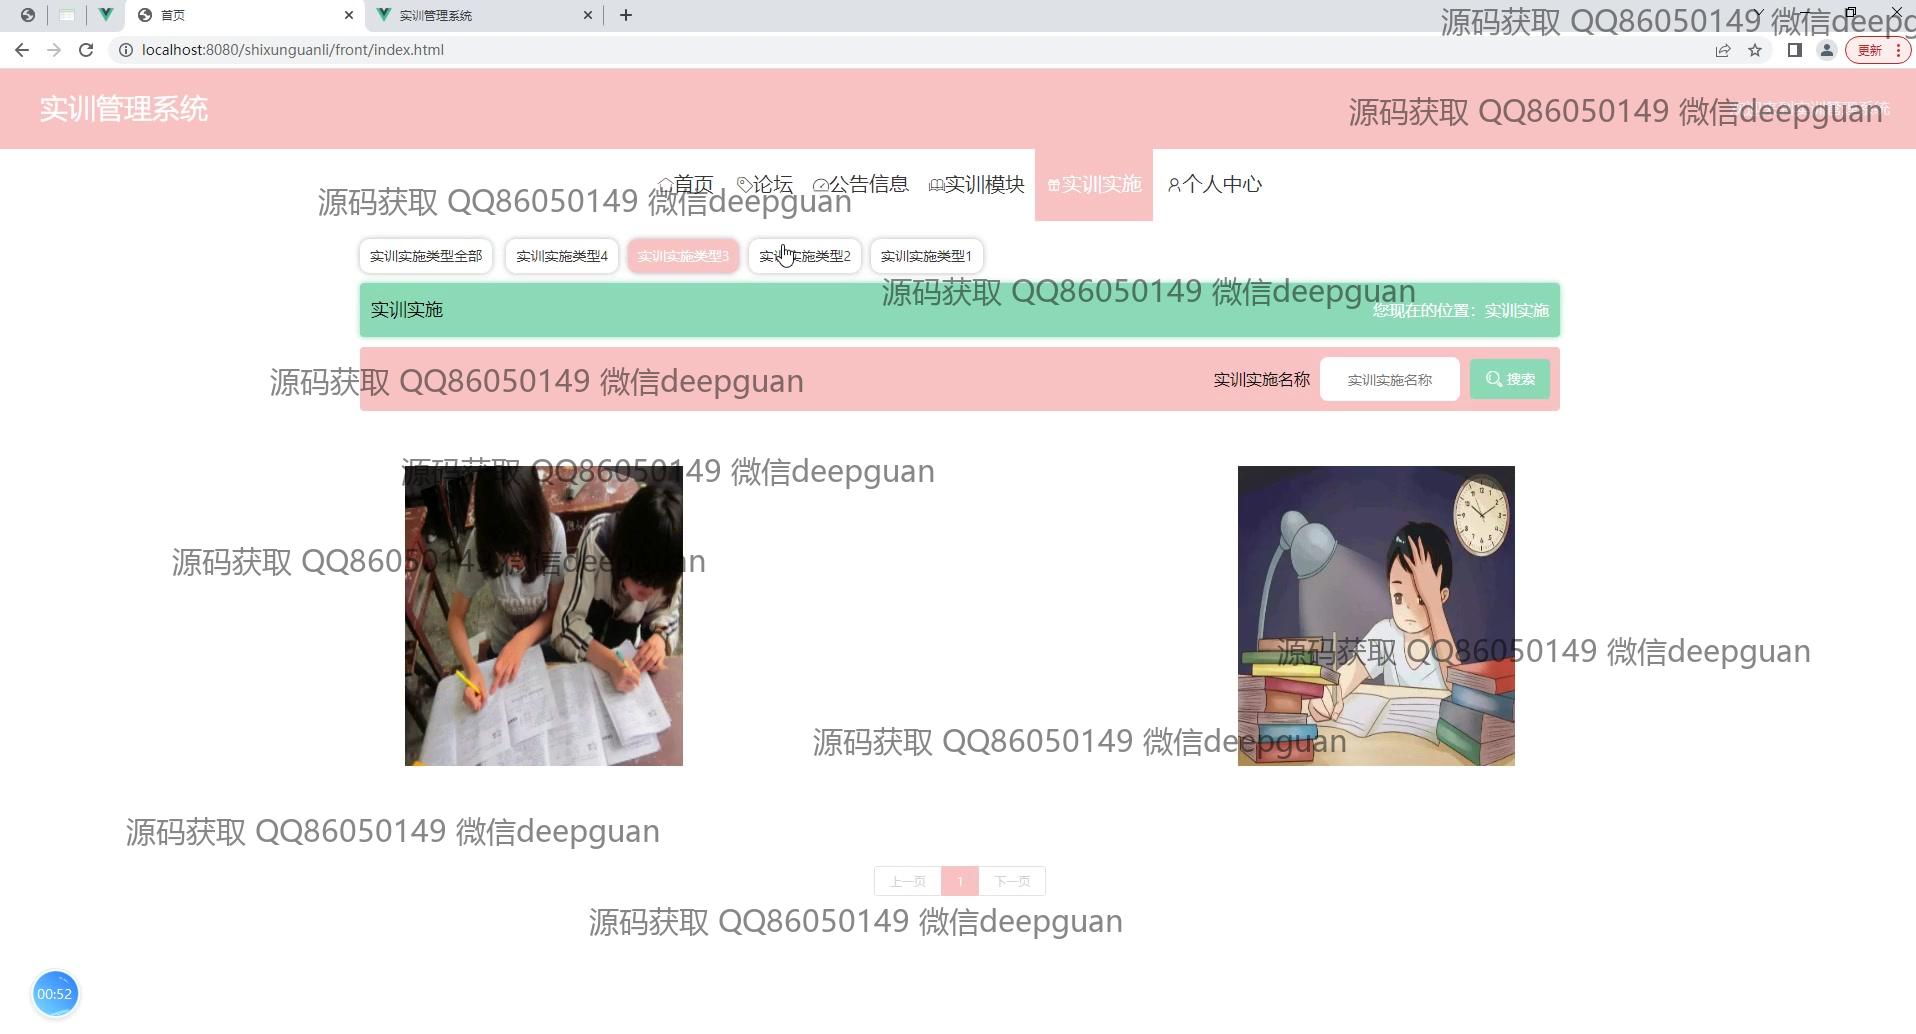 首页
实训管理系统
源码获取 QQ86050149 微信deepg
localhost:8080/shixunguanli/front/index.html
更新
实训管理系统
源码获取 QQ86050149 微信deepguan
首页
论坛
公告信息
实训模块
实训实施
个人中心
源码获取 QQ86050149 微信deepguan
实训实施类型全部
实训实施类型4
实训实施类型3
实训实施类型2
实训实施类型1
源码获取 QQ86050149 微信deepguan
实训实施
您现在的位置：实训实施
源码获取 QQ86050149 微信deepguan
实训实施名称
实训实施名称
搜索
源码获取 QQ86050149 微信deepguan
源码获取 QQ86050149 微信deepguan
源码获取 QQ86050149 微信deepguan
源码获取 QQ86050149 微信deepguan
源码获取 QQ86050149 微信deepguan
上一页
1
下一页
源码获取 QQ86050149 微信deepguan
00:52